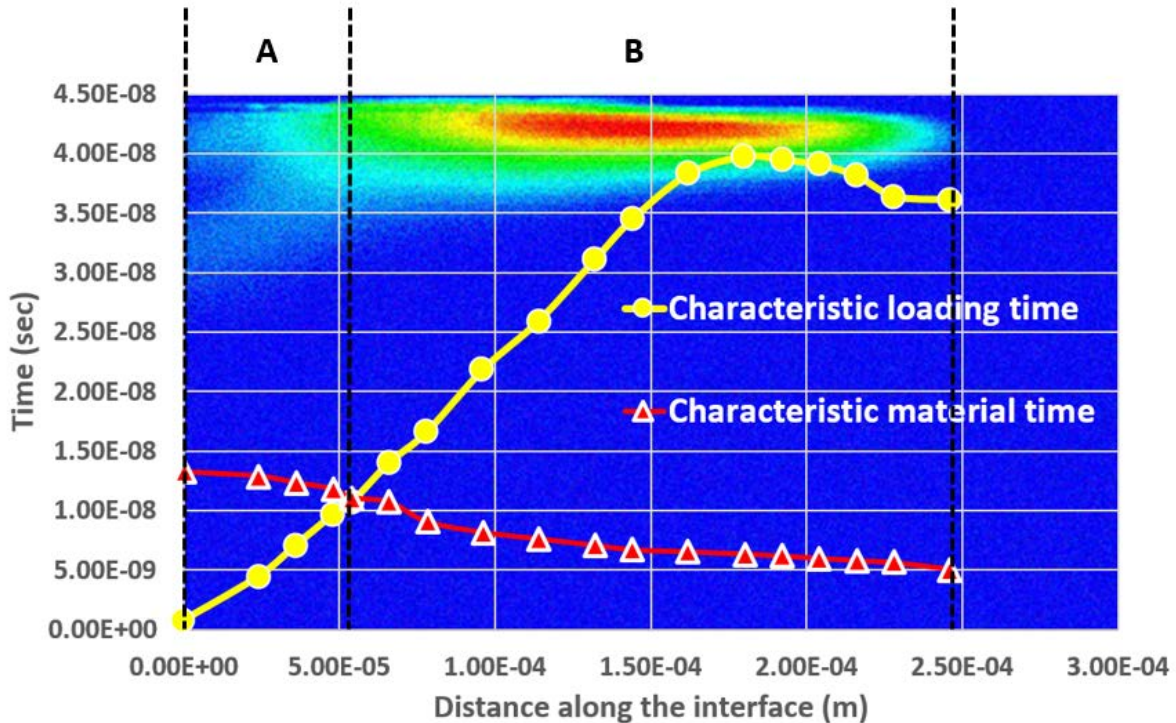 A
B
4.50E-08
4.00E-08
3.50E-08
3.00E-08
2.50E-08
2.00E-08
1.50E-08
1.00E-08
5.00E-09
0.00E+00
Time (sec)
Characteristic loading time
Characteristic material time
0.00E+00 5.00E-05 1.00E-04 1.50E-04 2.00E-04 2.50E-04 3.00E-04
Distance along the interface (m)